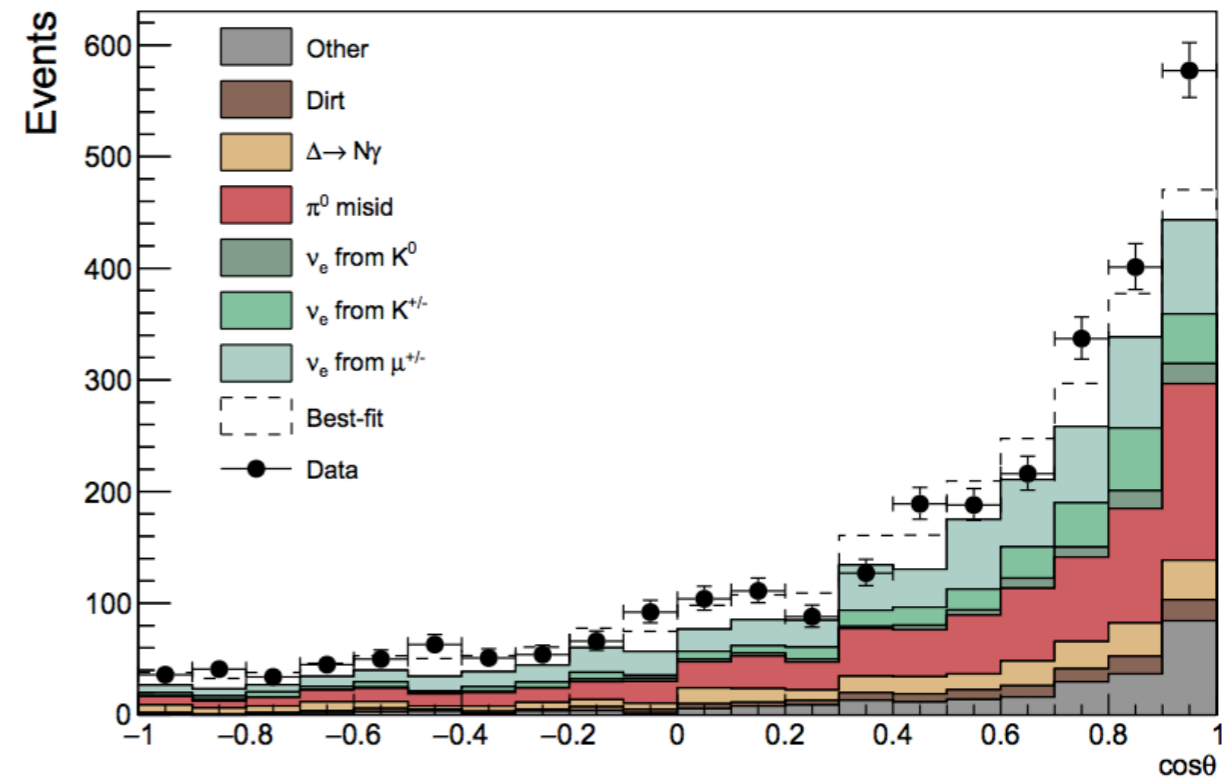 Events
600
500
400
300
200
100
0
Other
Dirt
Δ→ Nγ
π⁰ misid
νₑ from K⁰
νₑ from K⁺/⁻
νₑ from μ⁺/⁻
Best-fit
Data
−1 −0.8 −0.6 −0.4 −0.2 0 0.2 0.4 0.6 0.8 1
cosθ